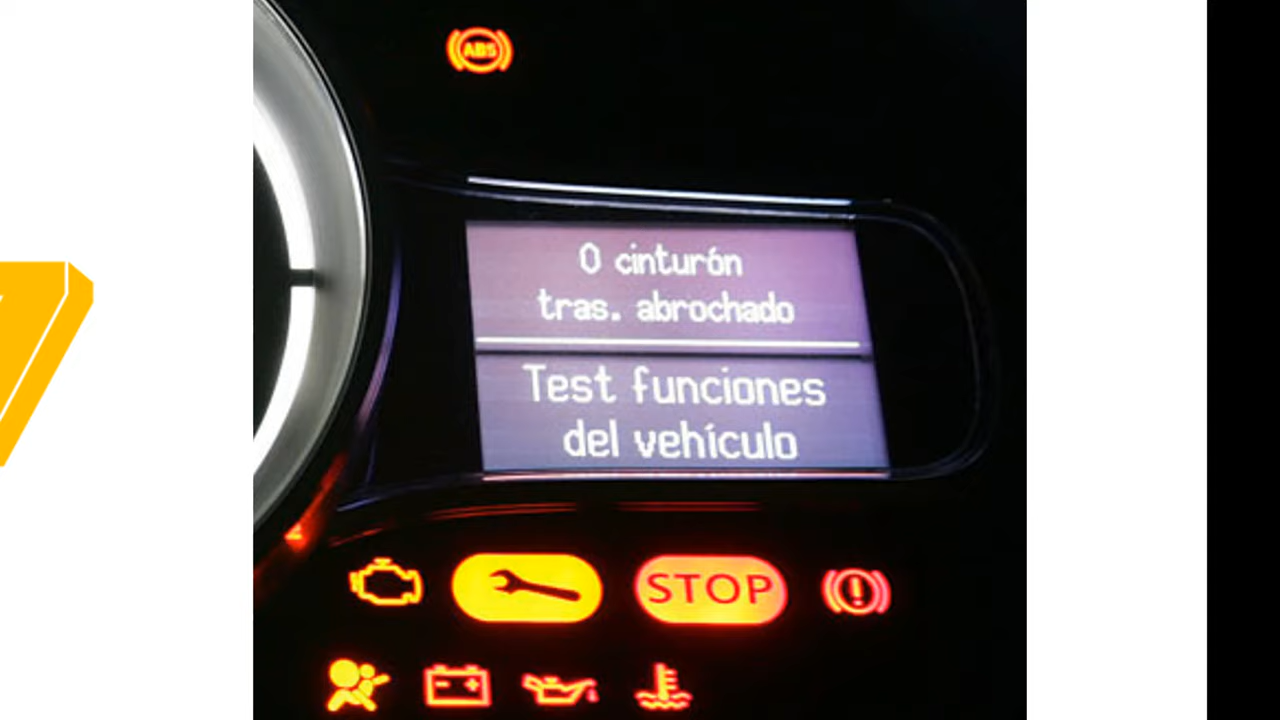 ABS
0 cinturón
tras. abrochado
Test funciones
del vehículo
STOP